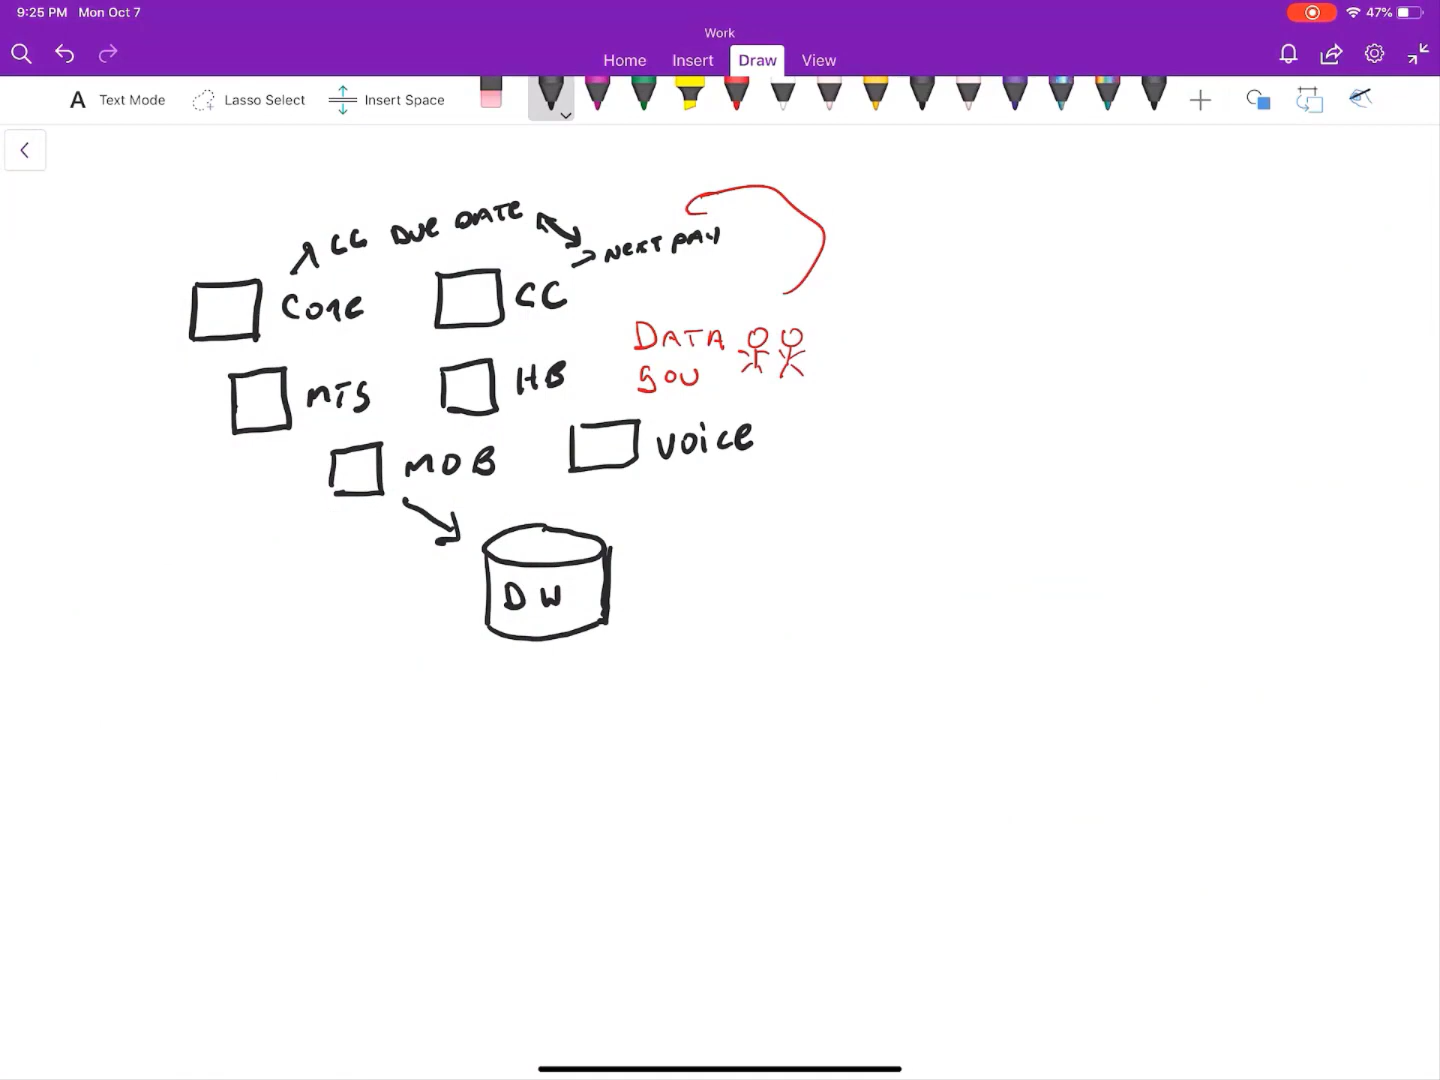 9:25 PM Mon Oct 7
47%
Work
Home Insert Draw View
A Text Mode Lasso Select Insert Space
CC DUE DATE
NEXT PAY
CORE
CC
DATA
GOV
MTS
HB
MOB
VOICE
DW